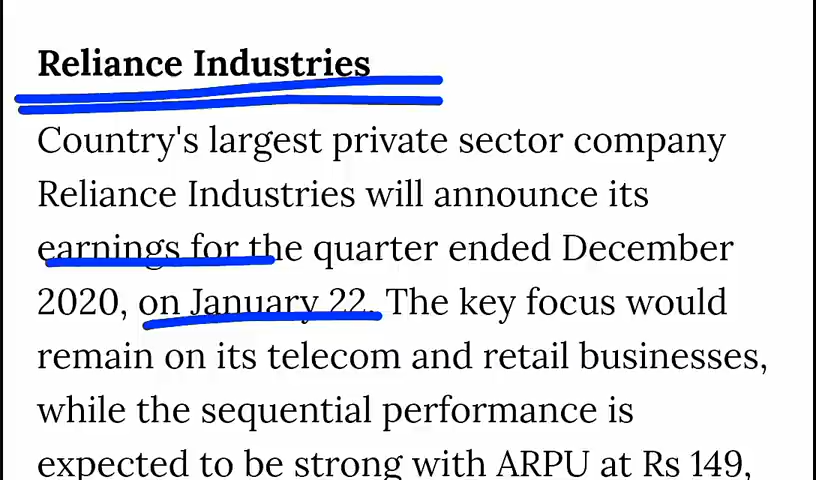 Reliance Industries
Country's largest private sector company
Reliance Industries will announce its
earnings for the quarter ended December
2020, on January 22. The key focus would
remain on its telecom and retail businesses,
while the sequential performance is
expected to be strong with ARPU at Rs 149,